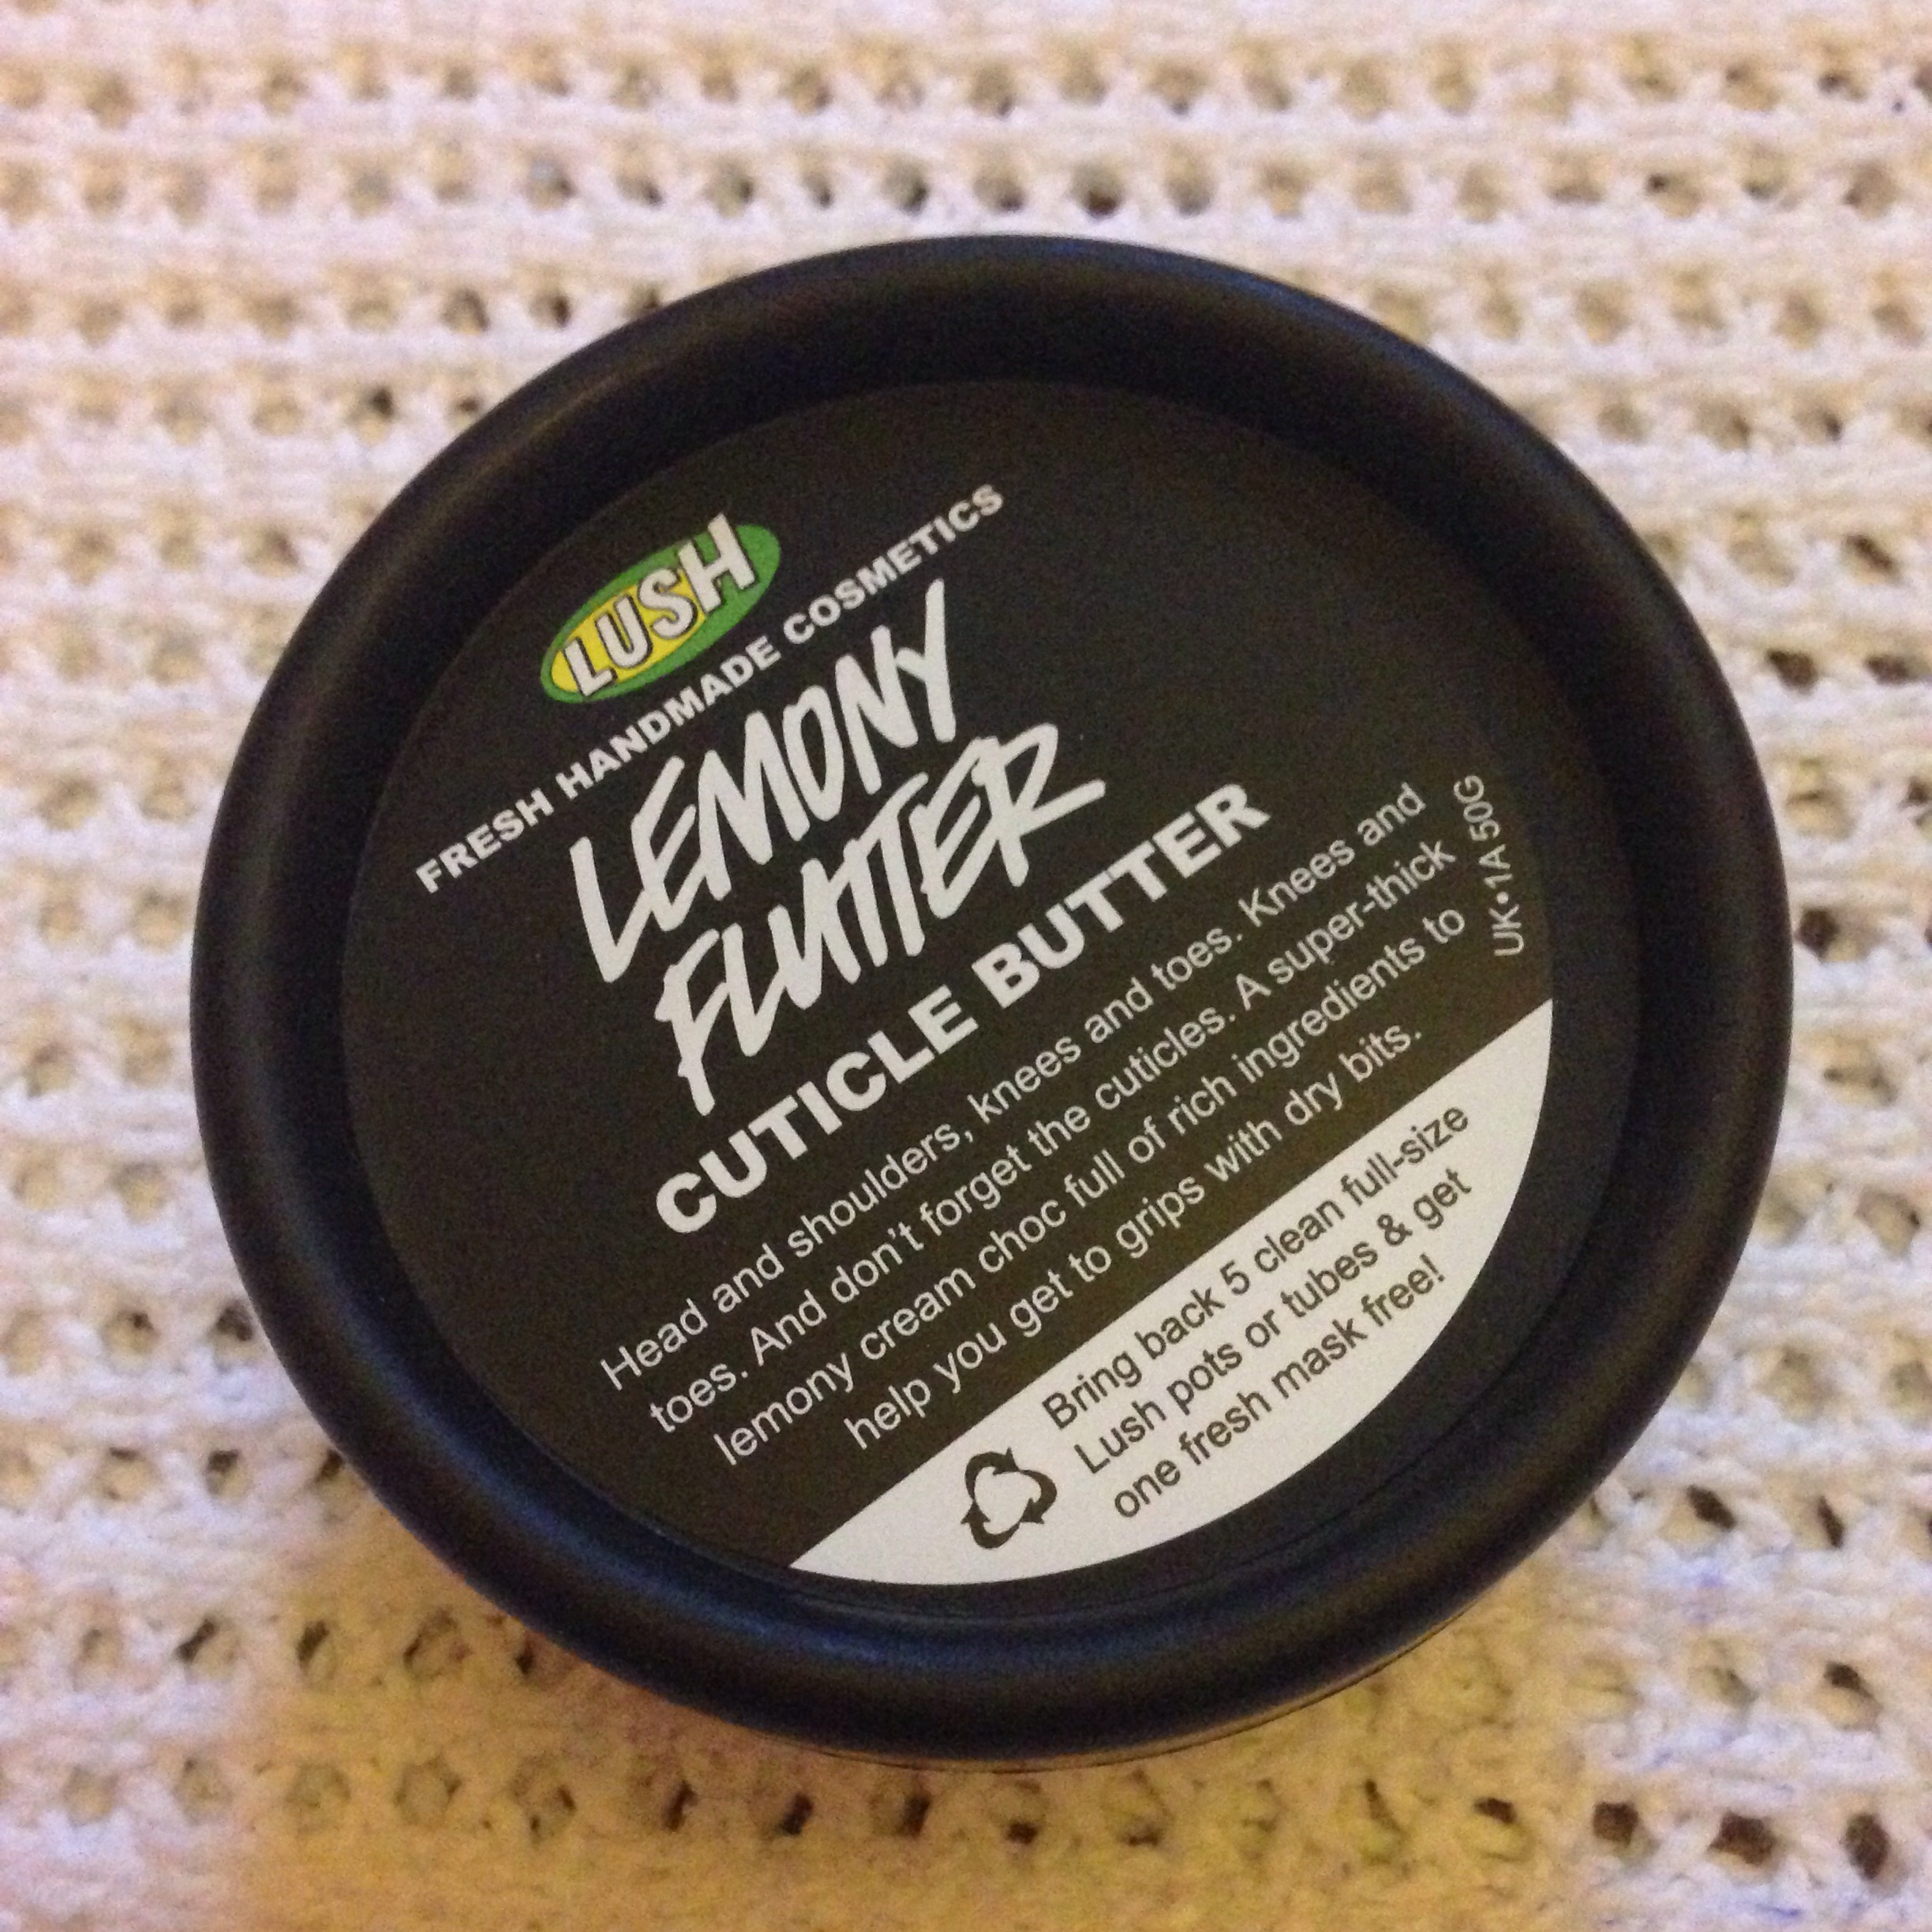 LUSH
FRESH HANDMADE COSMETICS
LEMONY
FLUTTER
CUTICLE BUTTER
Head and shoulders, knees and toes. Knees and
toes. And don't forget the cuticles. A super-thick
lemony cream choc full of rich ingredients to
help you get to grips with dry bits.
UK•1A 50G
Bring back 5 clean full-size
Lush pots or tubes & get
one fresh mask free!